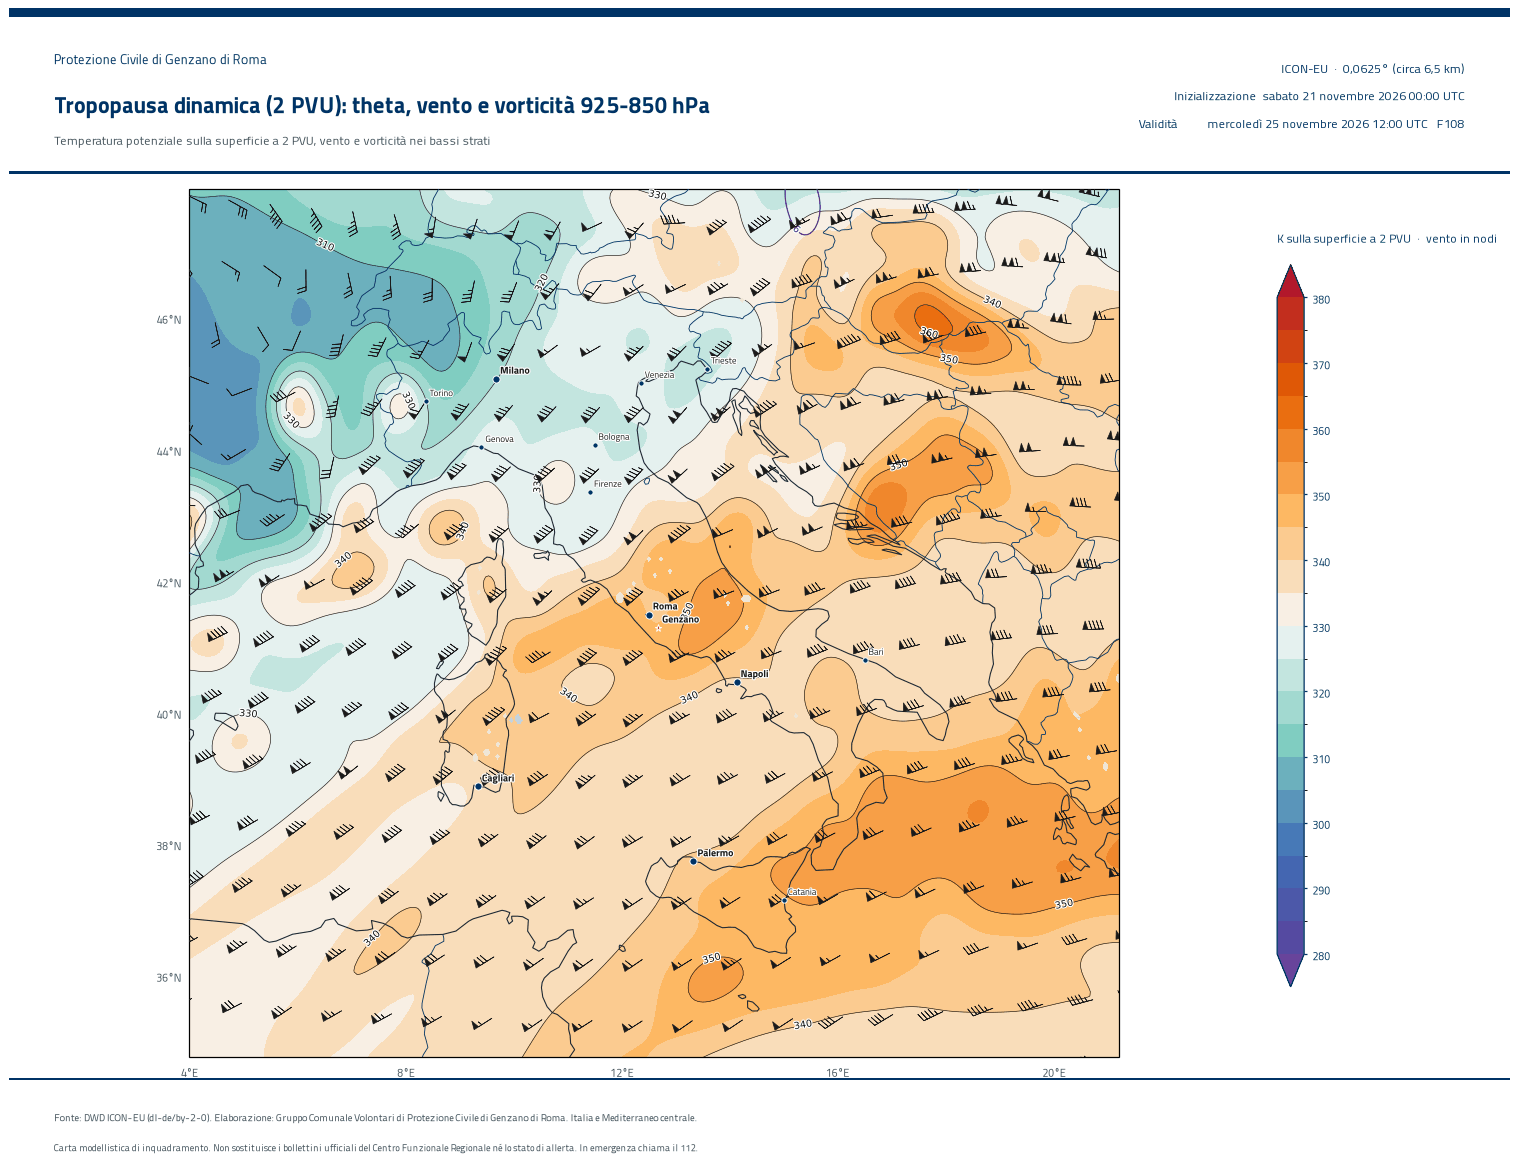 Protezione Civile di Genzano di Roma
Tropopausa dinamica (2 PVU): theta, vento e vorticità 925-850 hPa
Temperatura potenziale sulla superficie a 2 PVU, vento e vorticità nei bassi strati
ICON-EU · 0,0625° (circa 6,5 km)
Inizializzazione sabato 21 novembre 2026 00:00 UTC
Validità mercoledì 25 novembre 2026 12:00 UTC F108
K sulla superficie a 2 PVU · vento in nodi
380
370
360
350
340
330
320
310
300
290
280
46°N
44°N
42°N
40°N
38°N
36°N
4°E
8°E
12°E
16°E
20°E
330
310
320
340
360
350
Milano
Venezia
Trieste
Torino
330
330
Genova
Bologna
350
Firenze
330
340
340
Roma
Genzano
350
Bari
Napoli
340
340
330
Cagliari
Palermo
Catania
350
340
350
340
Fonte: DWD ICON-EU (dl-de/by-2-0). Elaborazione: Gruppo Comunale Volontari di Protezione Civile di Genzano di Roma. Italia e Mediterraneo centrale.
Carta modellistica di inquadramento. Non sostituisce i bollettini ufficiali del Centro Funzionale Regionale né lo stato di allerta. In emergenza chiama il 112.